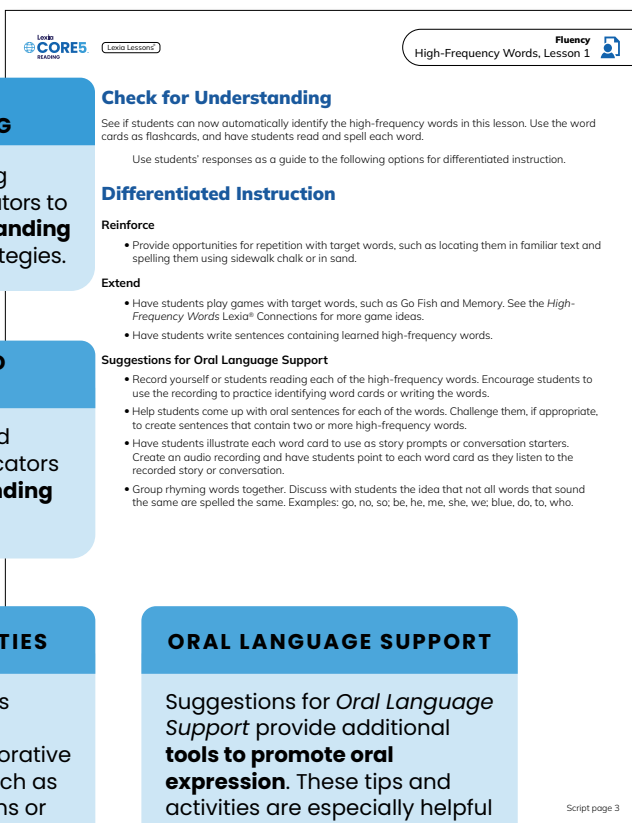 Lexia
CORE5
READING
Lexia Lessons®
Fluency
High-Frequency Words, Lesson 1
Check for Understanding
See if students can now automatically identify the high-frequency words in this lesson. Use the word
cards as flashcards, and have students read and spell each word.
Use students’ responses as a guide to the following options for differentiated instruction.
Differentiated Instruction
Reinforce
• Provide opportunities for repetition with target words, such as locating them in familiar text and
spelling them using sidewalk chalk or in sand.
Extend
• Have students play games with target words, such as Go Fish and Memory. See the High-
Frequency Words Lexia® Connections for more game ideas.
• Have students write sentences containing learned high-frequency words.
Suggestions for Oral Language Support
• Record yourself or students reading each of the high-frequency words. Encourage students to
use the recording to practice identifying word cards or writing the words.
• Help students come up with oral sentences for each of the words. Challenge them, if appropriate,
to create sentences that contain two or more high-frequency words.
• Have students illustrate each word card to use as story prompts or conversation starters.
Create an audio recording and have students point to each word card as they listen to the
recorded story or conversation.
• Group rhyming words together. Discuss with students the idea that not all words that sound
the same are spelled the same. Examples: go, no, so; be, he, me, she, we; blue, do, to, who.
G
g
tors to
anding
tegies.
O
d
cators
nding
TIES
s
orative
ch as
ns or
ORAL LANGUAGE SUPPORT
Suggestions for Oral Language
Support provide additional
tools to promote oral
expression. These tips and
activities are especially helpful
Script page 3